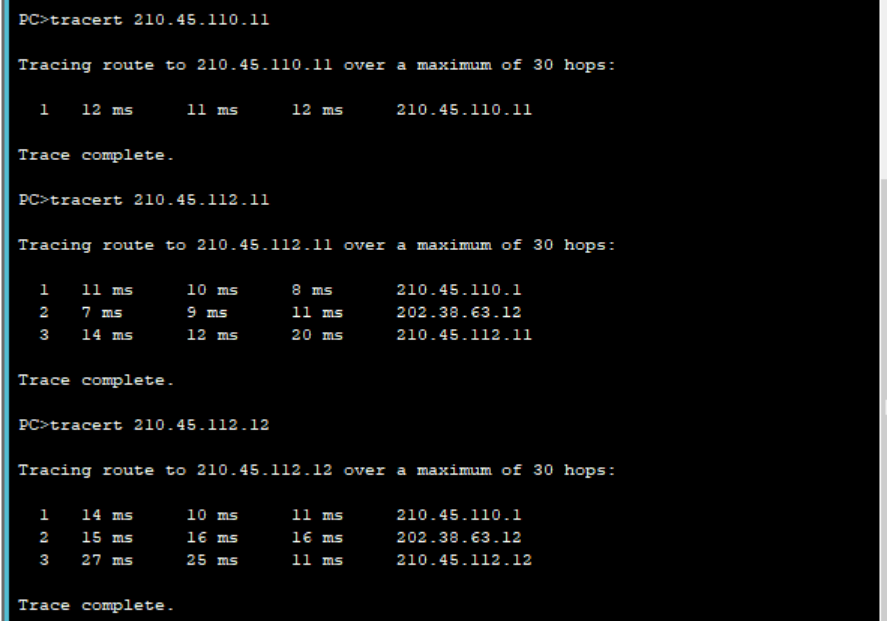 PC>tracert 210.45.110.11
Tracing route to 210.45.110.11 over a maximum of 30 hops:
1 12 ms 11 ms 12 ms 210.45.110.11
Trace complete.
PC>tracert 210.45.112.11
Tracing route to 210.45.112.11 over a maximum of 30 hops:
1 11 ms 10 ms 8 ms 210.45.110.1
2 7 ms 9 ms 11 ms 202.38.63.12
3 14 ms 12 ms 20 ms 210.45.112.11
Trace complete.
PC>tracert 210.45.112.12
Tracing route to 210.45.112.12 over a maximum of 30 hops:
1 14 ms 10 ms 11 ms 210.45.110.1
2 15 ms 16 ms 16 ms 202.38.63.12
3 27 ms 25 ms 11 ms 210.45.112.12
Trace complete.